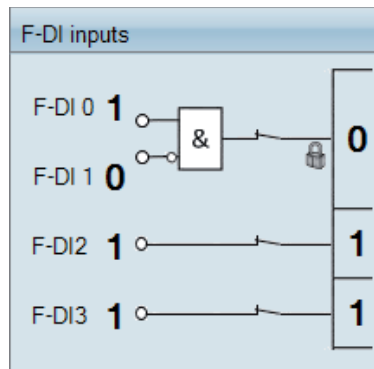 F-DI inputs
F-DI 0 1
&
0
F-DI 1 0
F-DI2 1 1
F-DI3 1 1